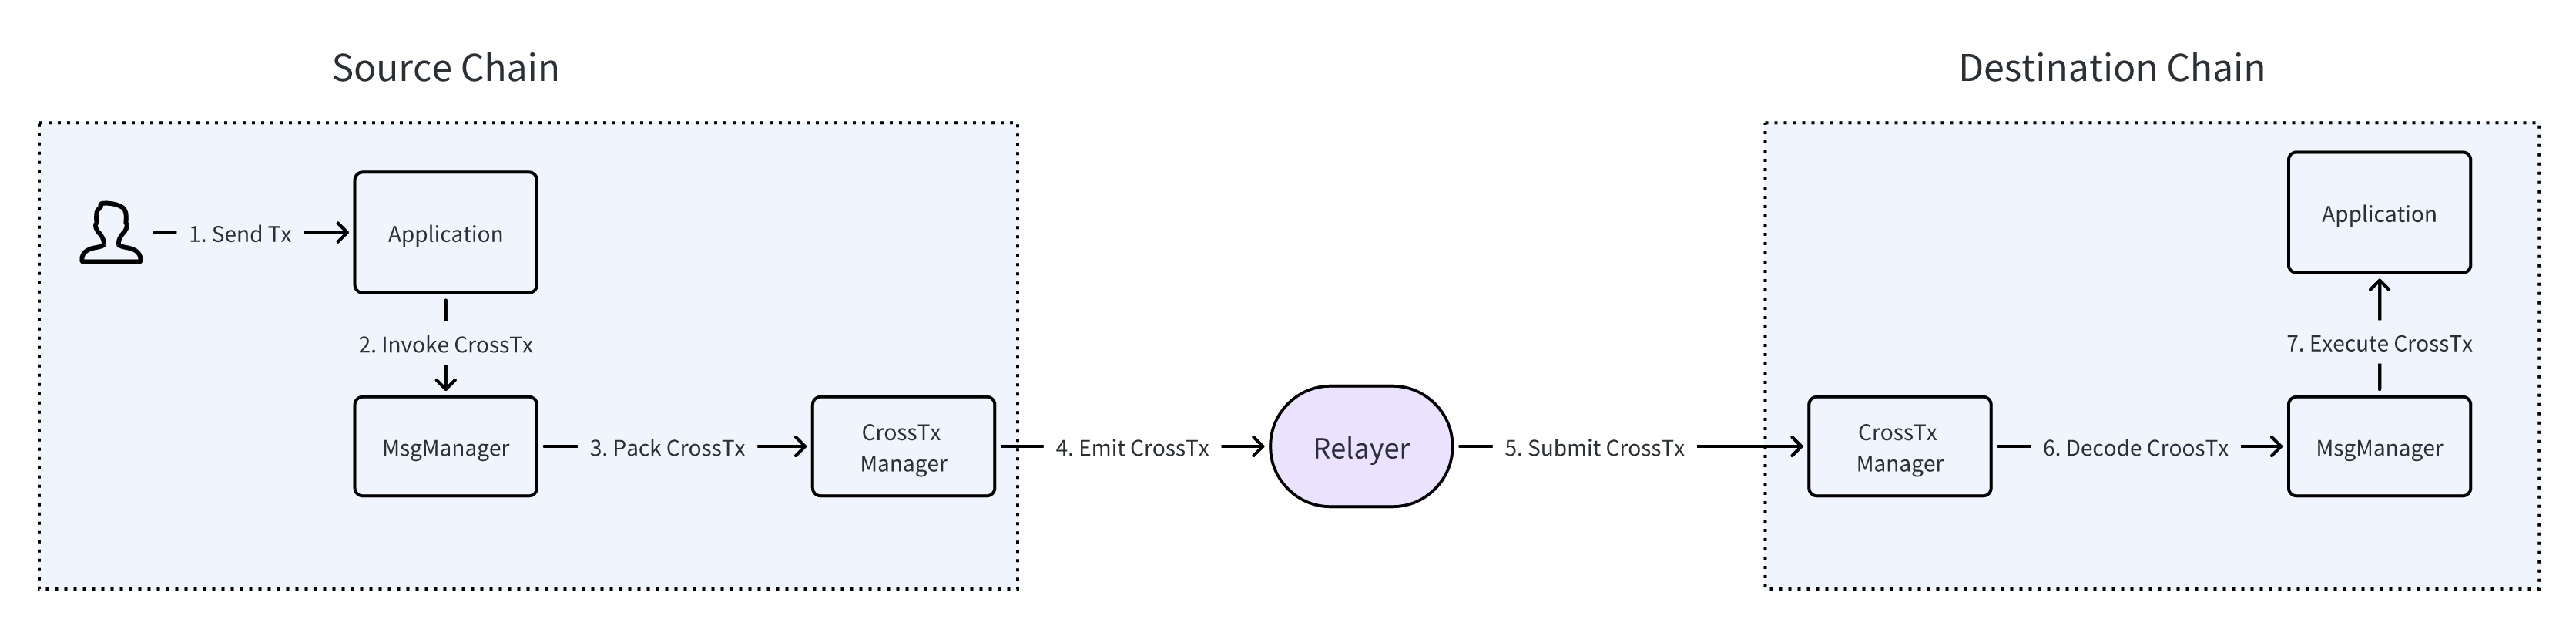 Source Chain
Destination Chain
1. Send Tx
Application
2. Invoke CrossTx
MsgManager
3. Pack CrossTx
CrossTx
Manager
4. Emit CrossTx
Relayer
5. Submit CrossTx
CrossTx
Manager
6. Decode CroosTx
MsgManager
7. Execute CrossTx
Application